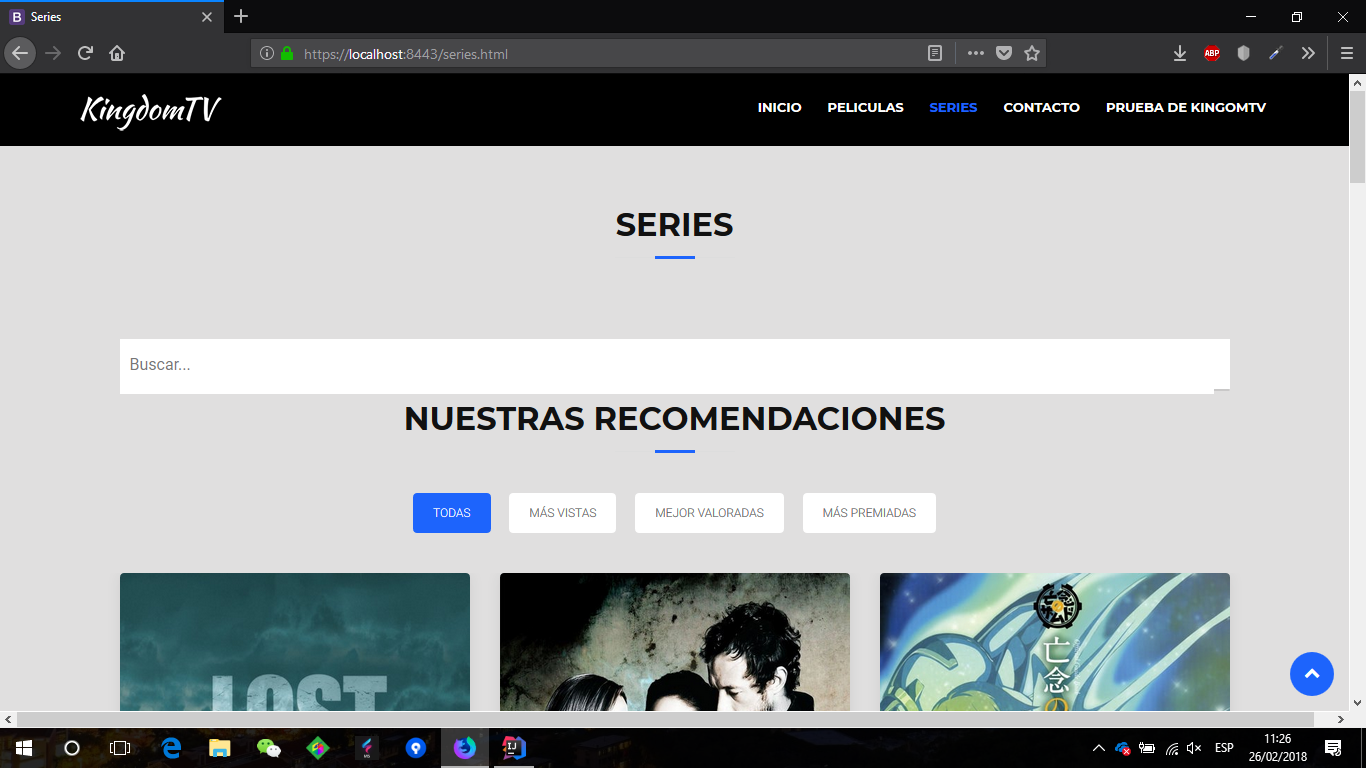 Series
https://localhost:8443/series.html
ABP
KingdomTV
INICIO PELICULAS SERIES CONTACTO PRUEBA DE KINGOMTV
SERIES
Buscar...
NUESTRAS RECOMENDACIONES
TODAS MÁS VISTAS MEJOR VALORADAS MÁS PREMIADAS
LOST
亡念の
ESP
11:26
26/02/2018